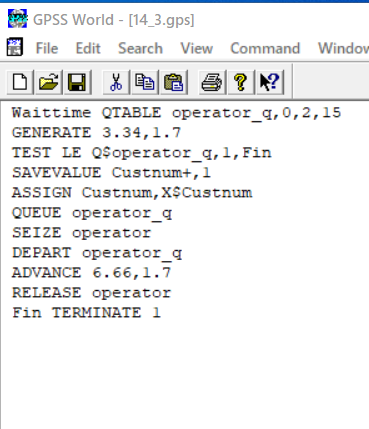 GPSS World - [14_3.gps]
File Edit Search View Command Window
Waittime QTABLE operator_q,0,2,15
GENERATE 3.34,1.7
TEST LE Q$operator_q,1,Fin
SAVEVALUE Custnum+,1
ASSIGN Custnum,X$Custnum
QUEUE operator_q
SEIZE operator
DEPART operator_q
ADVANCE 6.66,1.7
RELEASE operator
Fin TERMINATE 1